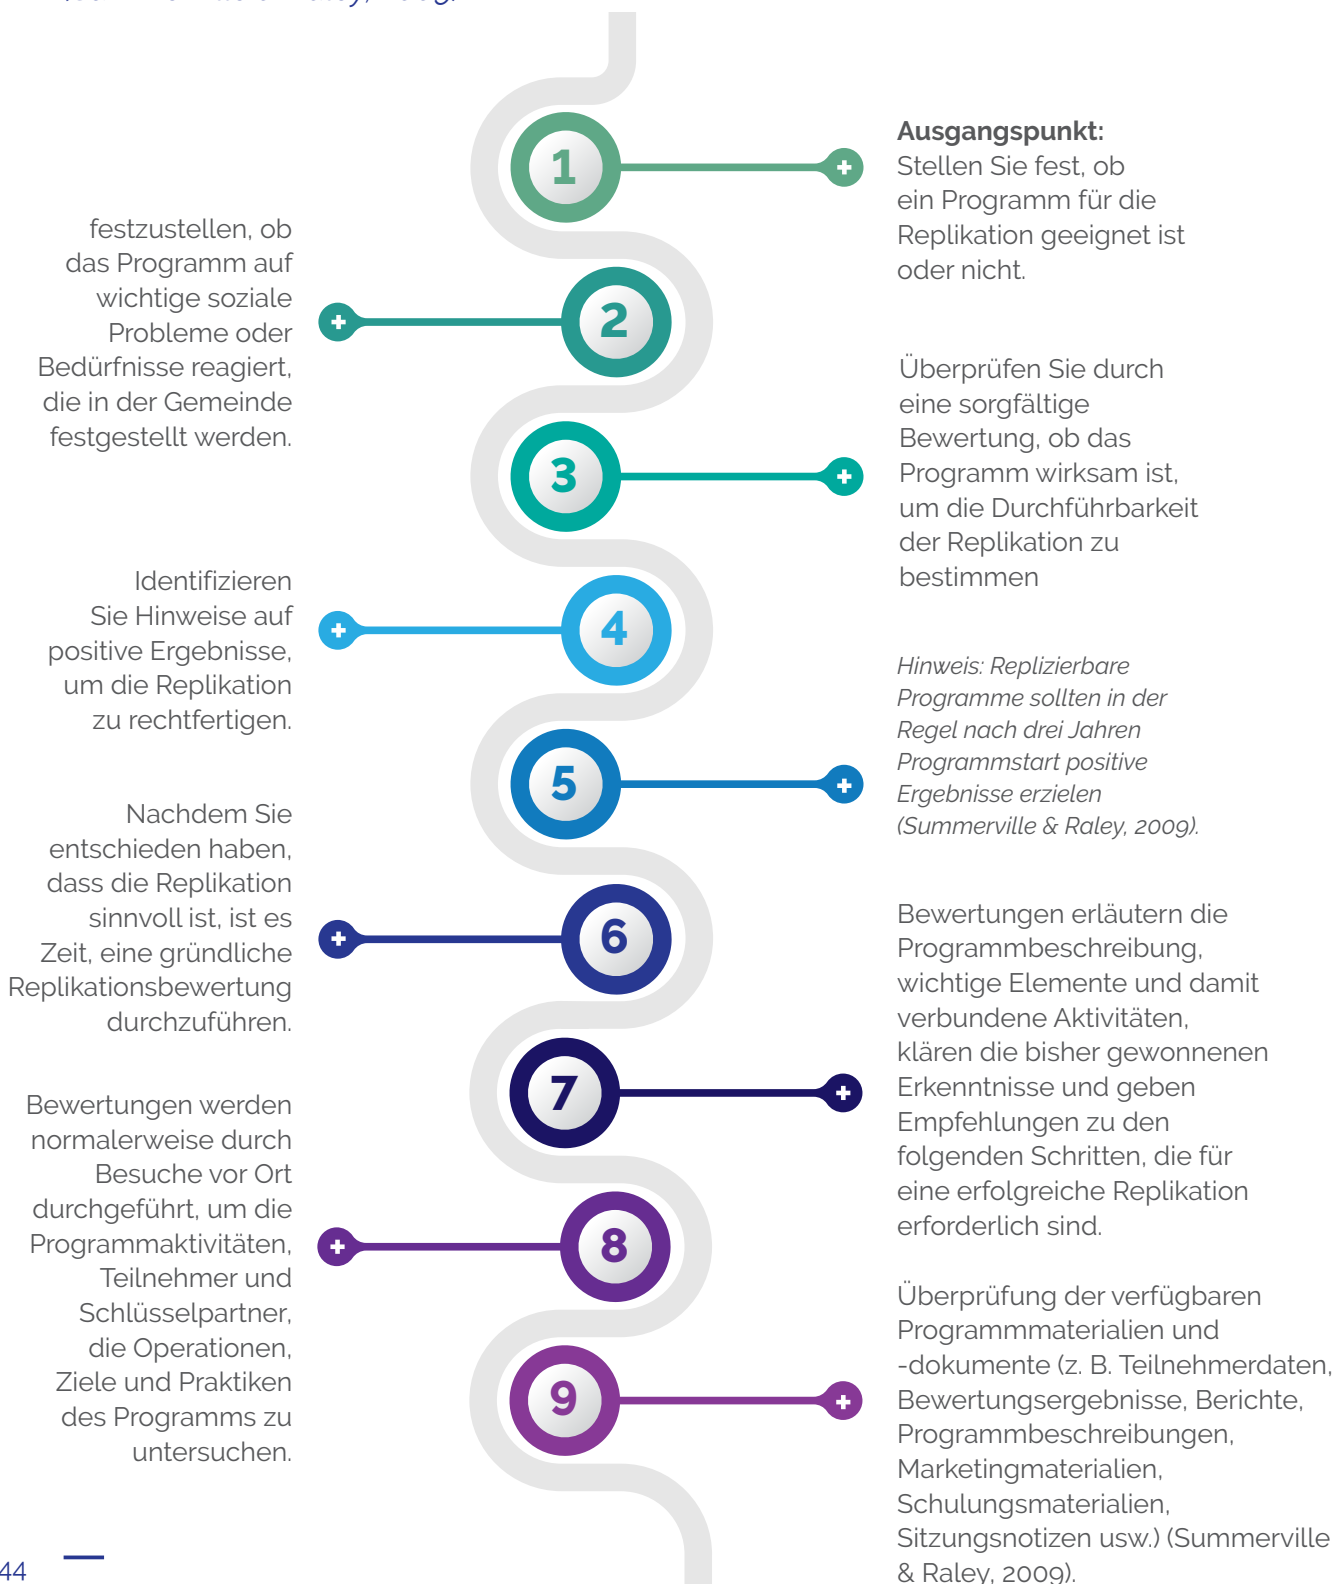 1
Ausgangspunkt:
Stellen Sie fest, ob
ein Programm für die
Replikation geeignet ist
oder nicht.
festzustellen, ob
das Programm auf
wichtige soziale
Probleme oder
Bedürfnisse reagiert,
die in der Gemeinde
festgestellt werden.
2
3
Überprüfen Sie durch
eine sorgfältige
Bewertung, ob das
Programm wirksam ist,
um die Durchführbarkeit
der Replikation zu
bestimmen
Identifizieren
Sie Hinweise auf
positive Ergebnisse,
um die Replikation
zu rechtfertigen.
4
5
Hinweis: Replizierbare
Programme sollten in der
Regel nach drei Jahren
Programmstart positive
Ergebnisse erzielen
(Summerville & Raley, 2009).
Nachdem Sie
entschieden haben,
dass die Replikation
sinnvoll ist, ist es
Zeit, eine gründliche
Replikationsbewertung
durchzuführen.
6
7
Bewertungen erläutern die
Programmbeschreibung,
wichtige Elemente und damit
verbundene Aktivitäten,
klären die bisher gewonnenen
Erkenntnisse und geben
Empfehlungen zu den
folgenden Schritten, die für
eine erfolgreiche Replikation
erforderlich sind.
Bewertungen werden
normalerweise durch
Besuche vor Ort
durchgeführt, um die
Programmaktivitäten,
Teilnehmer und
Schlüsselpartner,
die Operationen,
Ziele und Praktiken
des Programms zu
untersuchen.
8
9
Überprüfung der verfügbaren
Programmmaterialien und
-dokumente (z. B. Teilnehmerdaten,
Bewertungsergebnisse, Berichte,
Programmbeschreibungen,
Marketingmaterialien,
Schulungsmaterialien,
Sitzungsnotizen usw.) (Summerville
& Raley, 2009).
44